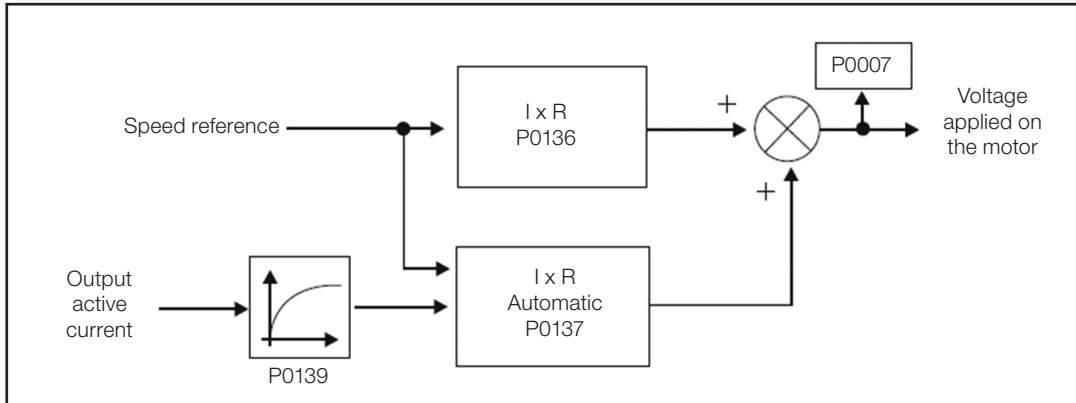 P0007
Speed reference
I x R
P0136
+
Voltage
applied on
the motor
+
Output
active
current
P0139
I x R
Automatic
P0137